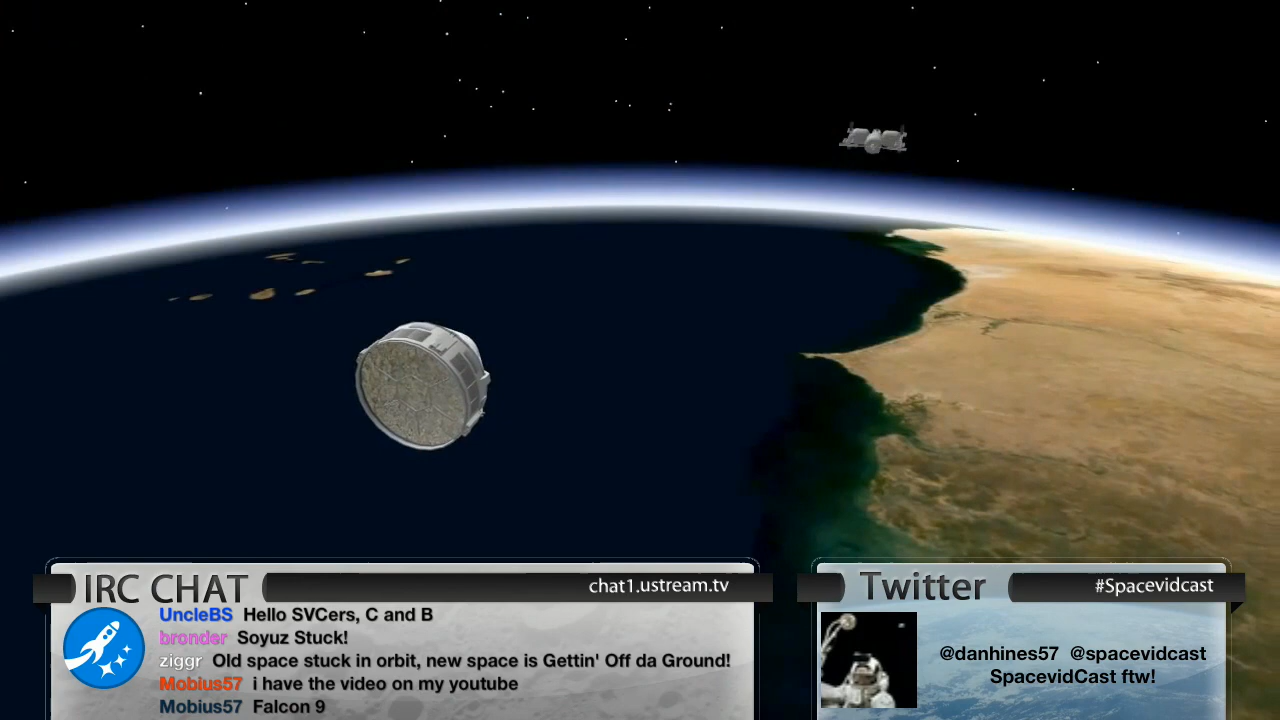 IRC CHAT
chat1.ustream.tv
UncleBS Hello SVCers, C and B
bronder Soyuz Stuck!
ziggr Old space stuck in orbit, new space is Gettin' Off da Ground!
Mobius57 i have the video on my youtube
Mobius57 Falcon 9
Twitter
#Spacevidcast
@danhines57 @spacevidcast
SpacevidCast ftw!